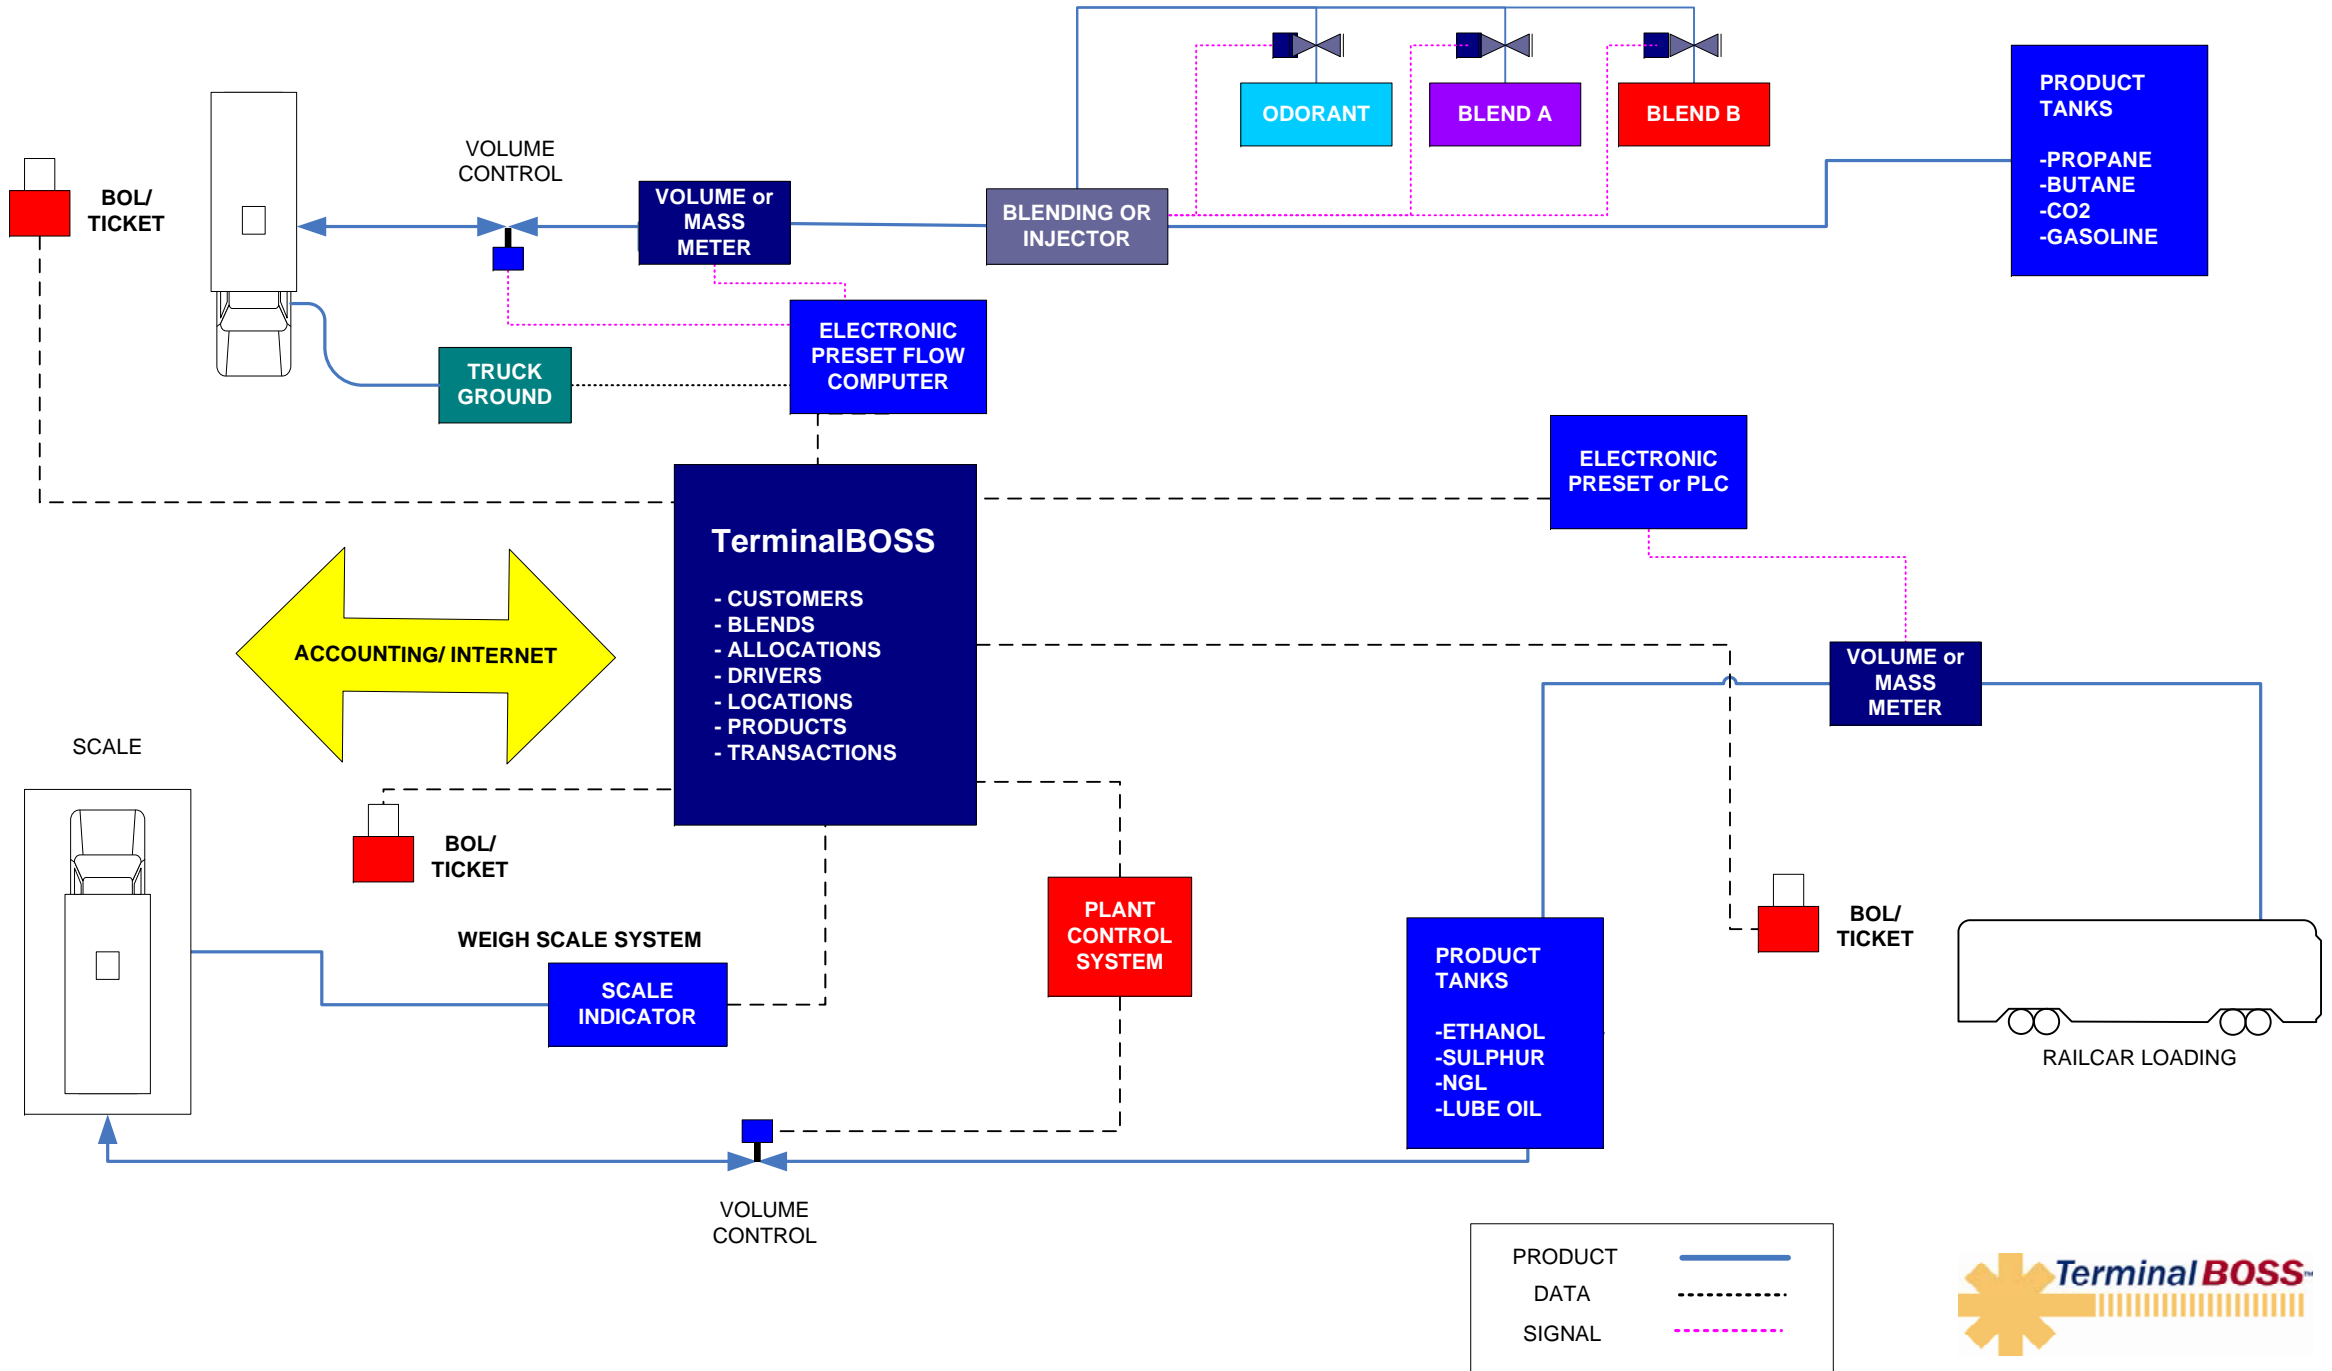 ODORANT
BLEND A
BLEND B
PRODUCT
TANKS
-PROPANE
-BUTANE
-CO2
-GASOLINE
BOL/
TICKET
VOLUME
CONTROL
VOLUME or
MASS
METER
BLENDING OR
INJECTOR
ELECTRONIC
PRESET FLOW
COMPUTER
TRUCK
GROUND
ELECTRONIC
PRESET or PLC
TerminalBOSS
- CUSTOMERS
- BLENDS
- ALLOCATIONS
- DRIVERS
- LOCATIONS
- PRODUCTS
- TRANSACTIONS
ACCOUNTING/ INTERNET
VOLUME or
MASS
METER
SCALE
BOL/
TICKET
WEIGH SCALE SYSTEM
SCALE
INDICATOR
PLANT
CONTROL
SYSTEM
PRODUCT
TANKS
-ETHANOL
-SULPHUR
-NGL
-LUBE OIL
BOL/
TICKET
RAILCAR LOADING
VOLUME
CONTROL
PRODUCT
DATA
SIGNAL
Terminal BOSS™